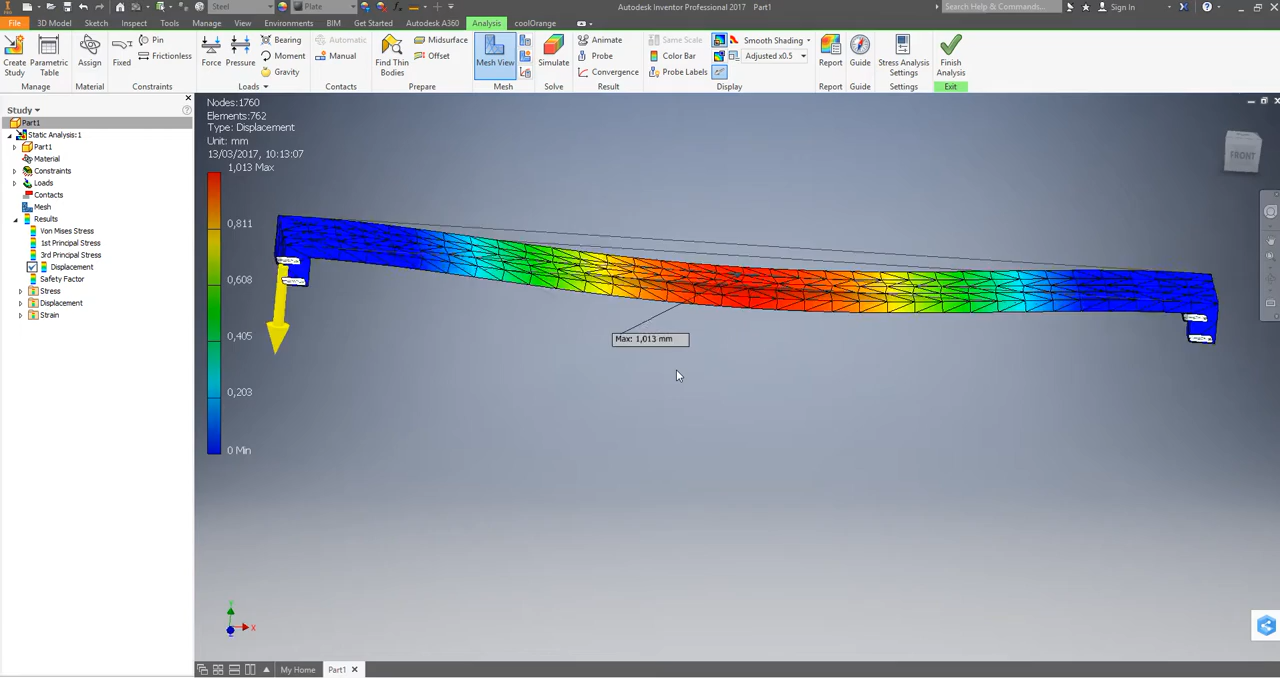 Steel
Plate
Autodesk Inventor Professional 2017 Part1
Search Help & Commands...
Sign In
File 3D Model Sketch Inspect Tools Manage View Environments BIM Get Started Autodesk A360 Analysis coolOrange
Create Study
Parametric Table
Manage
Assign
Material
Fixed
Pin
Frictionless
Constraints
Force
Pressure
Bearing
Moment
Gravity
Loads
Automatic
Manual
Contacts
Find Thin Bodies
Midsurface
Offset
Prepare
Mesh View
Mesh
Simulate
Solve
Animate
Probe
Convergence
Result
Same Scale
Color Bar
Probe Labels
Smooth Shading
Adjusted x0.5
Display
Report
Report
Guide
Guide
Stress Analysis Settings
Settings
Finish Analysis
Exit
Study
Part1
Static Analysis:1
Part1
Material
Constraints
Loads
Contacts
Mesh
Results
Von Mises Stress
1st Principal Stress
3rd Principal Stress
Displacement
Safety Factor
Stress
Displacement
Strain
Nodes:1760
Elements:762
Type: Displacement
Unit: mm
13/03/2017, 10:13:07
1,013 Max
0,811
0,608
0,405
0,203
0 Min
Max: 1,013 mm
FRONT
Y
X
My Home
Part1